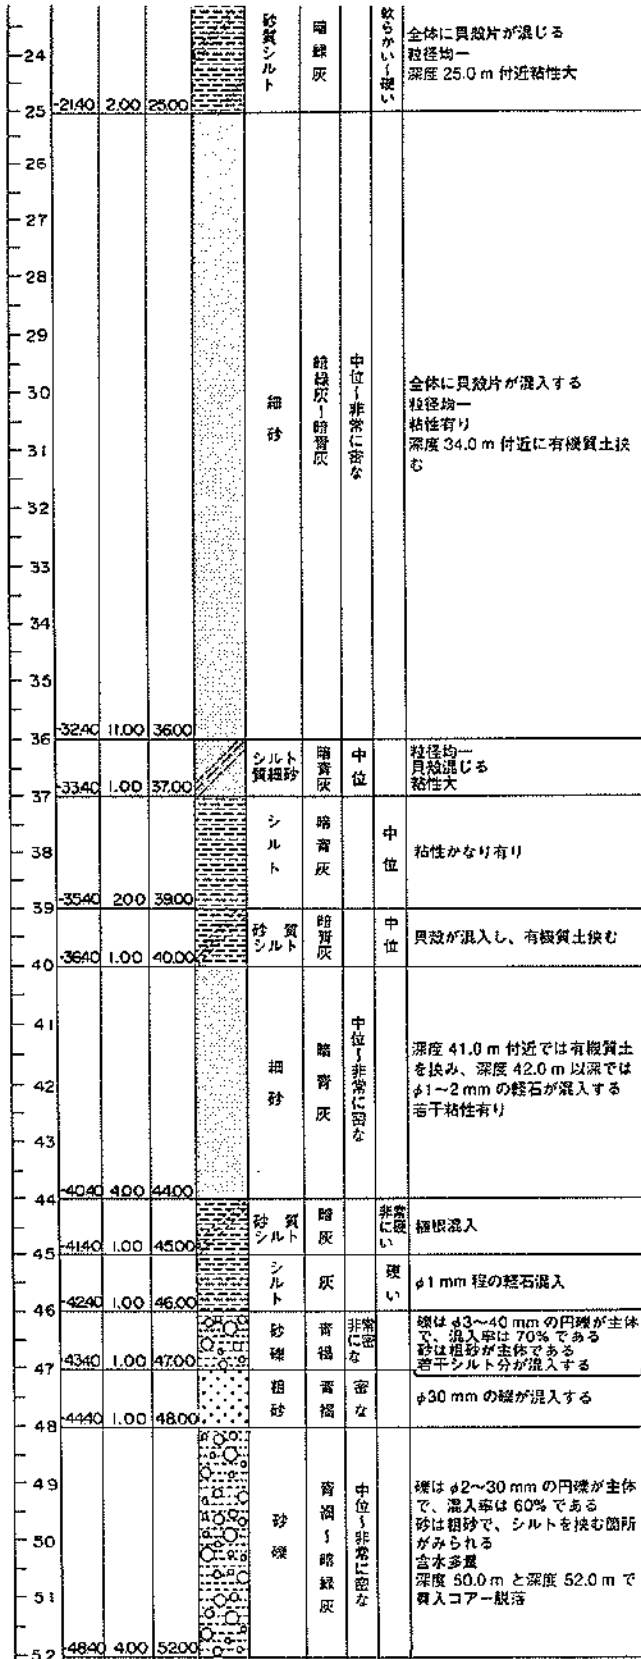 24
25
-21.40 2.00 25.00
砂質シルト
暗緑灰
軟らかい~硬い
全体に貝殻片が混じる
粒径均一
深度 25.0 m 付近粘性大
26
27
28
29
30
31
32
33
34
35
36
-32.40 11.00 36.00
細砂
暗緑灰~暗青灰
中位~非常に密な
全体に貝殻片が混入する
粒径均一
粘性有り
深度 34.0 m 付近に有機質土挟
む
37
-33.40 1.00 37.00
シルト
質細砂
暗青灰
中位
粒径均一
貝殻混じる
粘性大
38
39
-35.40 2.00 39.00
シルト
暗青灰
中位
粘性かなり有り
40
-36.40 1.00 40.00
砂質
シルト
暗青灰
中位
貝殻が混入し、有機質土挟む
41
42
43
44
-40.40 4.00 44.00
細砂
暗青灰
中位~非常に密な
深度 41.0 m 付近では有機質土
を挟み、深度 42.0 m 以深では
φ1~2 mm の軽石が混入する
若干粘性有り
45
-41.40 1.00 45.00
砂質
シルト
暗灰
非常に硬い
根混入
46
-42.40 1.00 46.00
シルト
灰
硬い
φ1 mm 程の軽石混入
47
-43.40 1.00 47.00
砂礫
青褐
非常に密な
礫は φ3~40 mm の円礫が主体
で、混入率は 70% である
砂は粗砂が主体である
若干シルト分が混入する
48
-44.40 1.00 48.00
粗砂
青褐
密な
φ30 mm の礫が混入する
49
50
51
52
-48.40 4.00 52.00
砂礫
青褐~暗緑灰
中位~非常に密な
礫は φ2~30 mm の円礫が主体
で、混入率は 60% である
砂は粗砂で、シルトを挟む箇所
がみられる
含水多量
深度 50.0 m と深度 52.0 m で
貫入コアー脱落